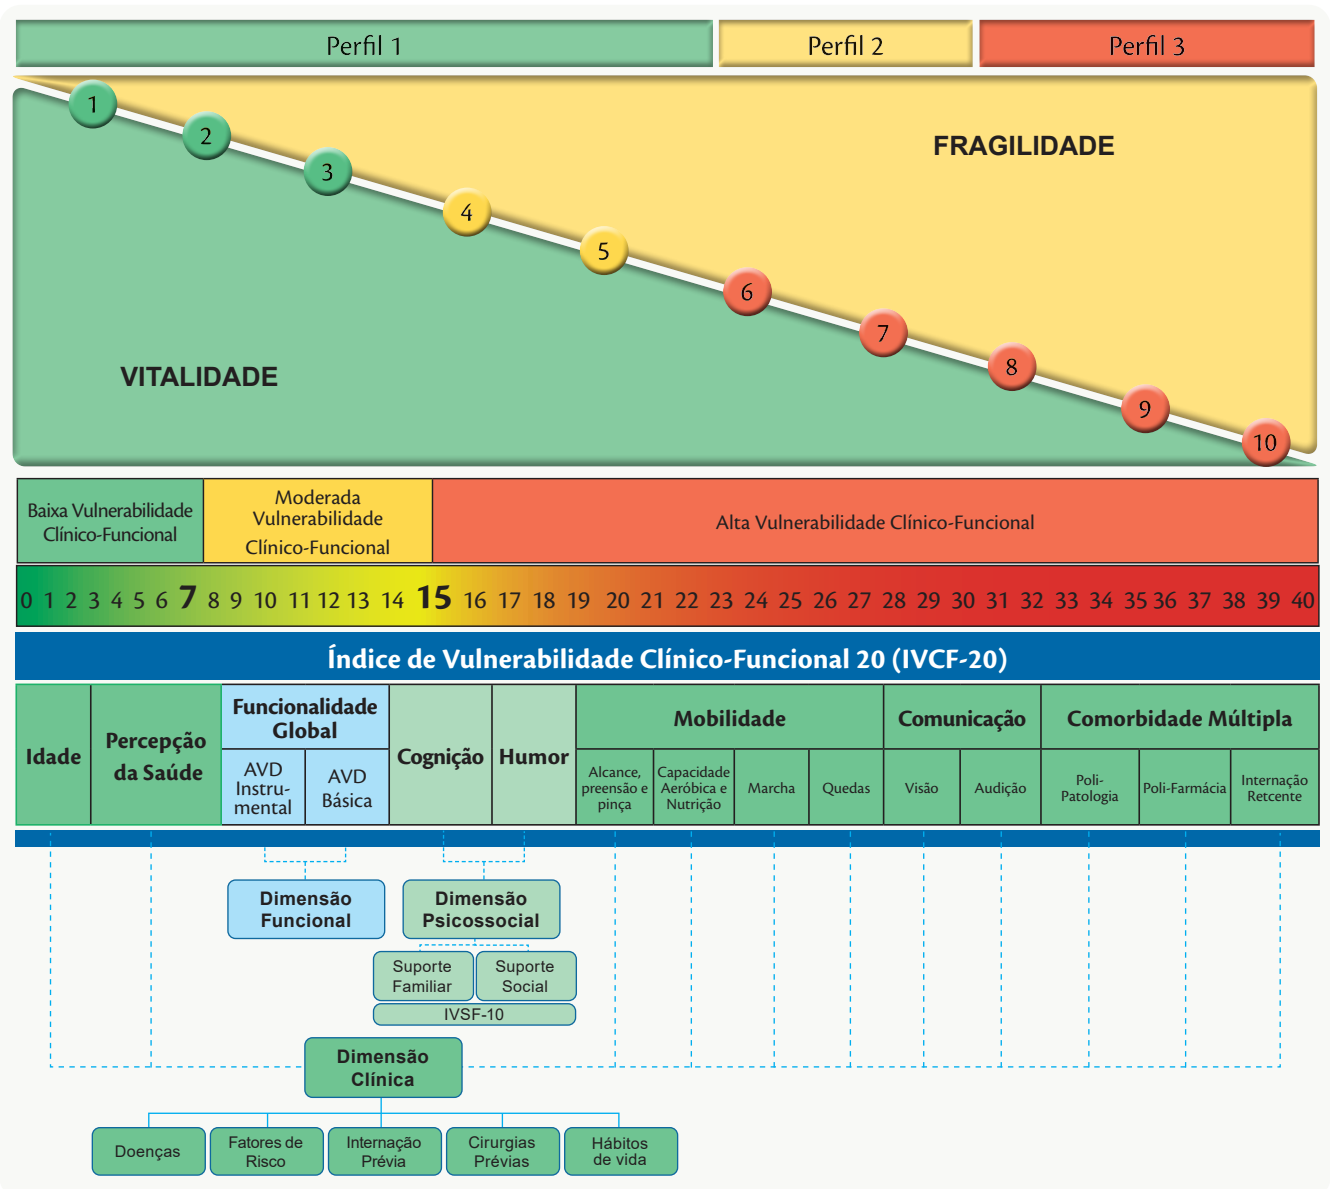 Perfil 1
Perfil 2
Perfil 3
1
2
3
4
5
6
7
8
9
10
FRAGILIDADE
VITALIDADE
Baixa Vulnerabilidade
Clínico-Funcional
Moderada
Vulnerabilidade
Clínico-Funcional
Alta Vulnerabilidade Clínico-Funcional
0 1 2 3 4 5 6 7 8 9 10 11 12 13 14 15 16 17 18 19 20 21 22 23 24 25 26 27 28 29 30 31 32 33 34 35 36 37 38 39 40
Índice de Vulnerabilidade Clínico-Funcional 20 (IVCF-20)
Idade
Percepção
da Saúde
Funcionalidade
Global
AVD
Instru-
mental
AVD
Básica
Cognição
Humor
Mobilidade
Alcance,
preensão e
pinça
Capacidade
Aeróbica e
Nutrição
Marcha
Quedas
Comunicação
Visão
Audição
Comorbidade Múltipla
Poli-
Patologia
Poli-Farmácia
Internação
Retcente
Dimensão
Funcional
Dimensão
Psicossocial
Suporte
Familiar
Suporte
Social
IVSF-10
Dimensão
Clínica
Doenças
Fatores de
Risco
Internação
Prévia
Cirurgias
Prévias
Hábitos
de vida